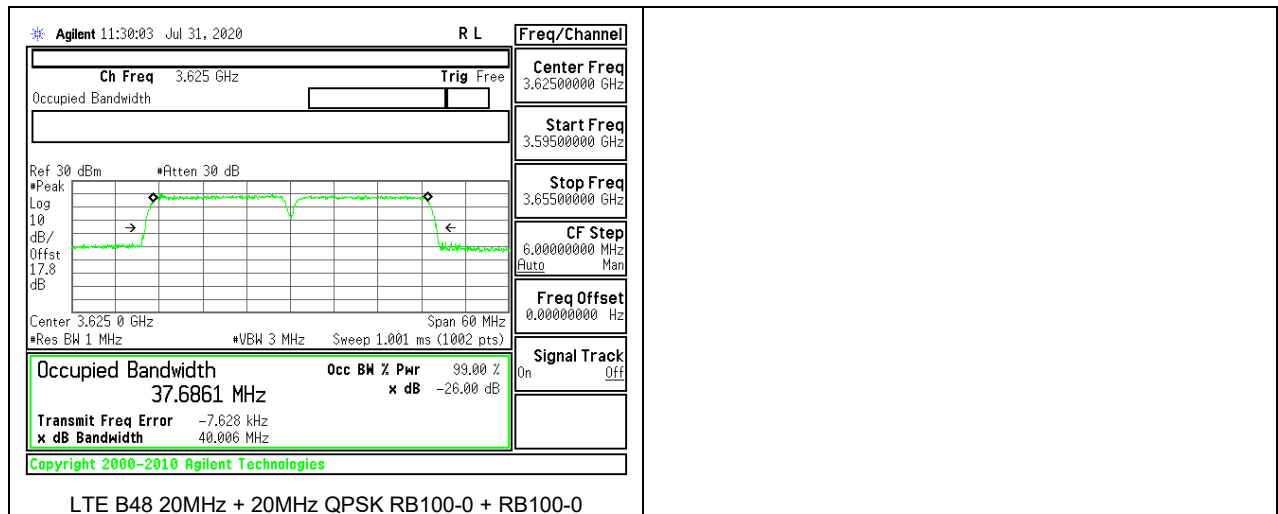 Agilent 11:30:03 Jul 31, 2020 R L
Freq/Channel
Ch Freq 3.625 GHz Trig Free
Occupied Bandwidth
Center Freq
3.62500000 GHz
Start Freq
3.59500000 GHz
Stop Freq
3.65500000 GHz
CF Step
6.00000000 MHz
Auto Man
Freq Offset
0.00000000 Hz
Signal Track
On Off
Ref 30 dBm #Atten 30 dB
#Peak
Log
10
dB/
Offst
17.8
dB
Center 3.625 0 GHz Span 60 MHz
#Res BW 1 MHz #VBW 3 MHz Sweep 1.001 ms (1002 pts)
Occupied Bandwidth Occ BW % Pwr 99.00 %
37.6861 MHz x dB -26.00 dB
Transmit Freq Error -7.628 kHz
x dB Bandwidth 40.006 MHz
Copyright 2000-2010 Agilent Technologies
LTE B48 20MHz + 20MHz QPSK RB100-0 + RB100-0